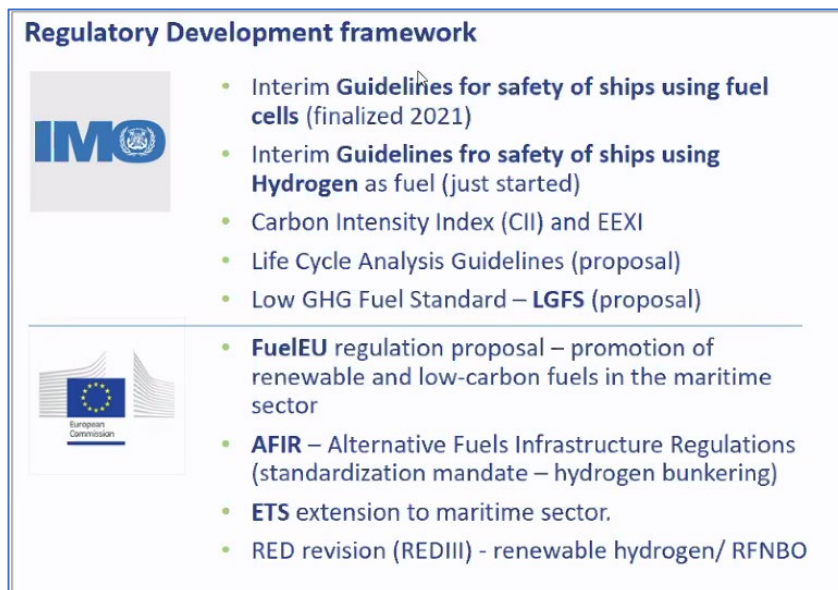 Regulatory Development framework
IMO
• Interim Guidelines for safety of ships using fuel
cells (finalized 2021)
• Interim Guidelines fro safety of ships using
Hydrogen as fuel (just started)
• Carbon Intensity Index (CII) and EEXI
• Life Cycle Analysis Guidelines (proposal)
• Low GHG Fuel Standard – LGFS (proposal)
European
Commission
• FuelEU regulation proposal – promotion of
renewable and low-carbon fuels in the maritime
sector
• AFIR – Alternative Fuels Infrastructure Regulations
(standardization mandate – hydrogen bunkering)
• ETS extension to maritime sector.
• RED revision (REDIII) - renewable hydrogen/ RFNBO